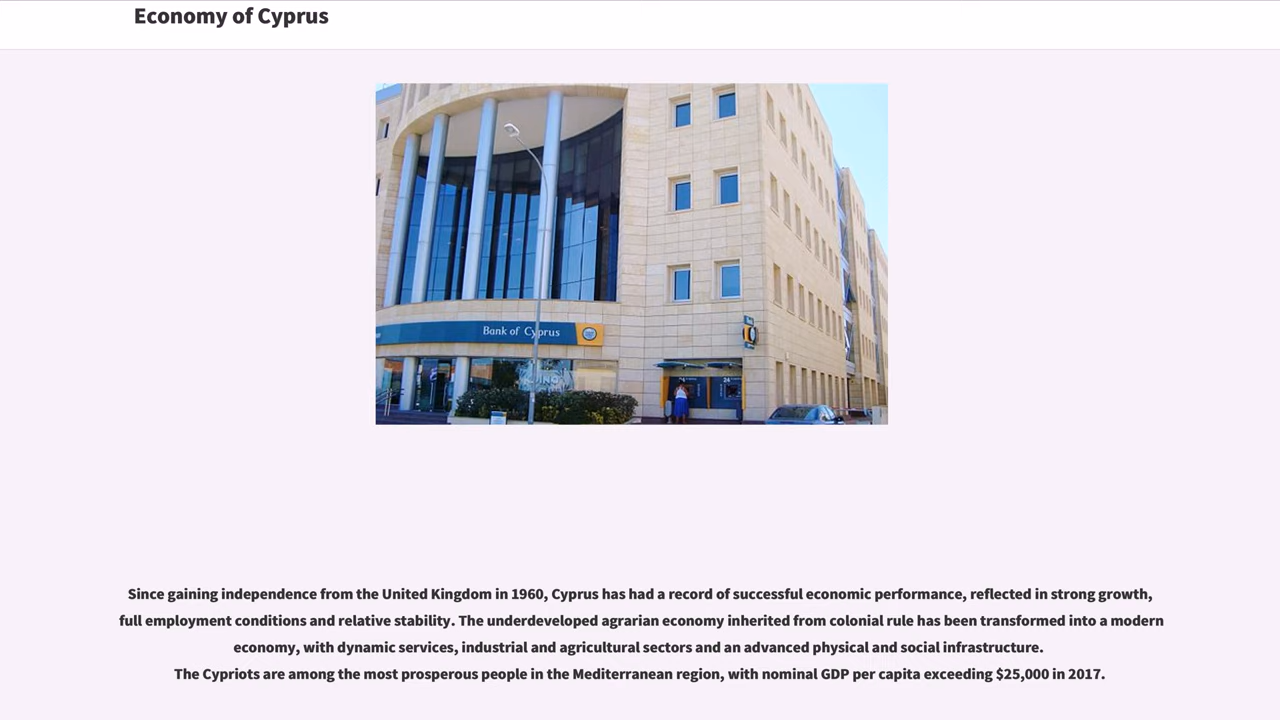 Economy of Cyprus
Bank of Cyprus
24
Since gaining independence from the United Kingdom in 1960, Cyprus has had a record of successful economic performance, reflected in strong growth,
full employment conditions and relative stability. The underdeveloped agrarian economy inherited from colonial rule has been transformed into a modern
economy, with dynamic services, industrial and agricultural sectors and an advanced physical and social infrastructure.
The Cypriots are among the most prosperous people in the Mediterranean region, with nominal GDP per capita exceeding $25,000 in 2017.